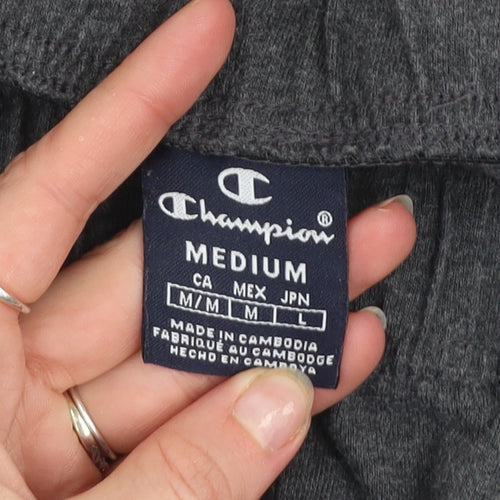 C
Champion®
MEDIUM
CA MEX JPN
M/M M L
MADE IN CAMBODIA
FABRIQUÉ AU CAMBODGE
HECHO EN CAMBOYA